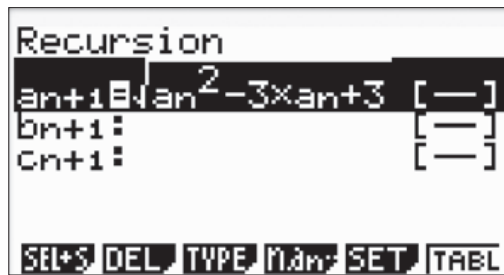 Recursion
an+1=√an²-3×an+3 [—]
bn+1: [—]
cn+1: [—]
SEL+S DEL TYPE n.an‥ SET TABL